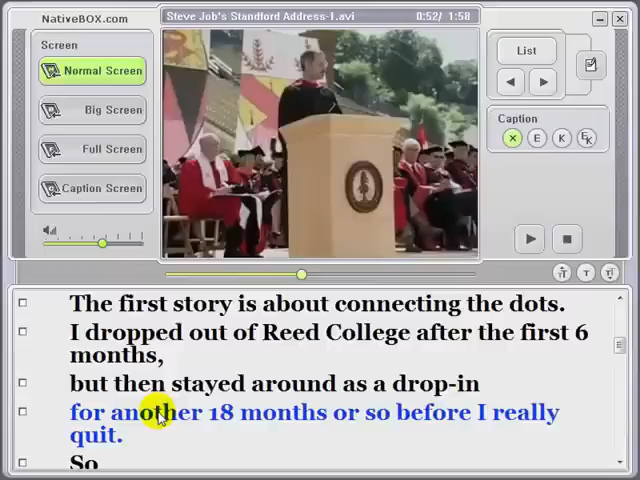 NativeBOX.com
Steve Job's Standford Address-1.avi 0:52/ 1:58
Screen
Normal Screen
Big Screen
Full Screen
Caption Screen
List
Caption
E K EK
T T T
The first story is about connecting the dots.
I dropped out of Reed College after the first 6
months,
but then stayed around as a drop-in
for another 18 months or so before I really
quit.
So